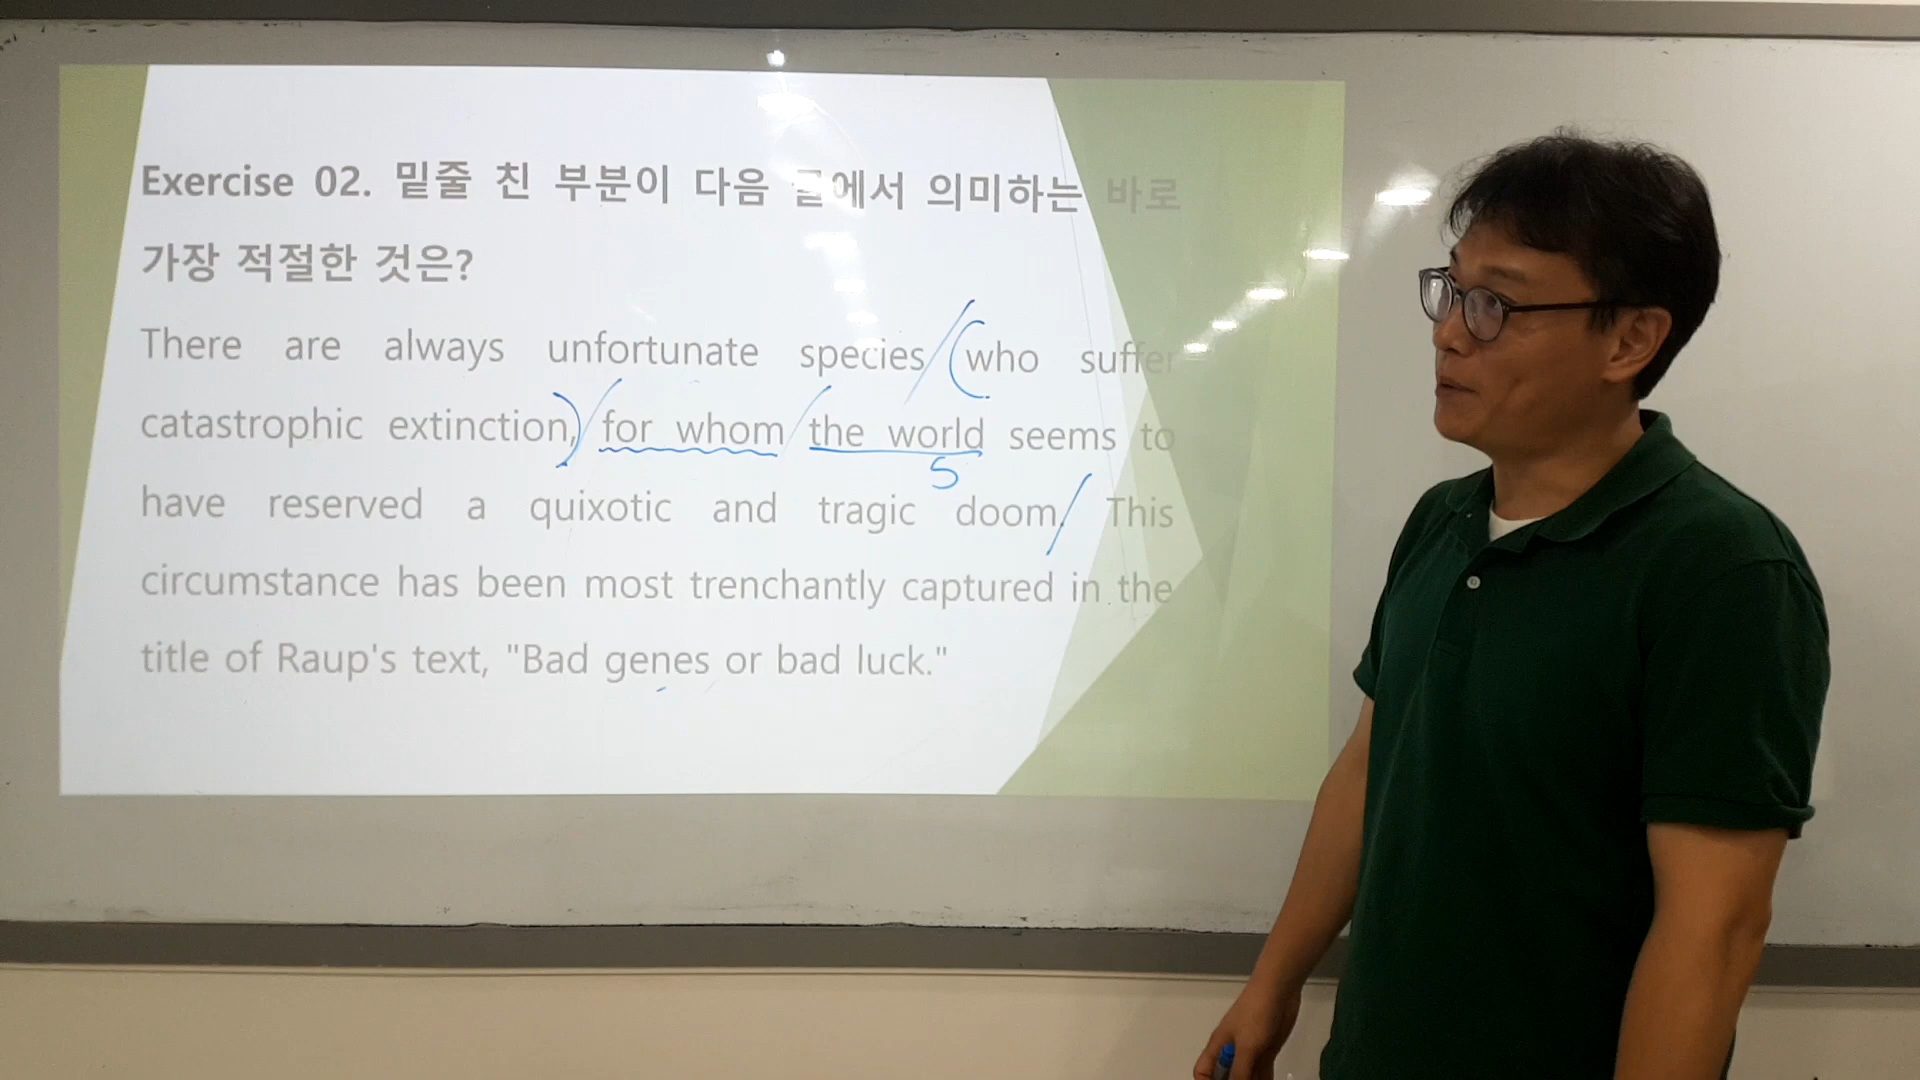 Exercise 02. 밑줄 친 부분이 다음 글에서 의미하는 바로
가장 적절한 것은?
There are always unfortunate species who suffer
catastrophic extinction, for whom the world seems to
S
have reserved a quixotic and tragic doom. This
circumstance has been most trenchantly captured in the
title of Raup's text, "Bad genes or bad luck."